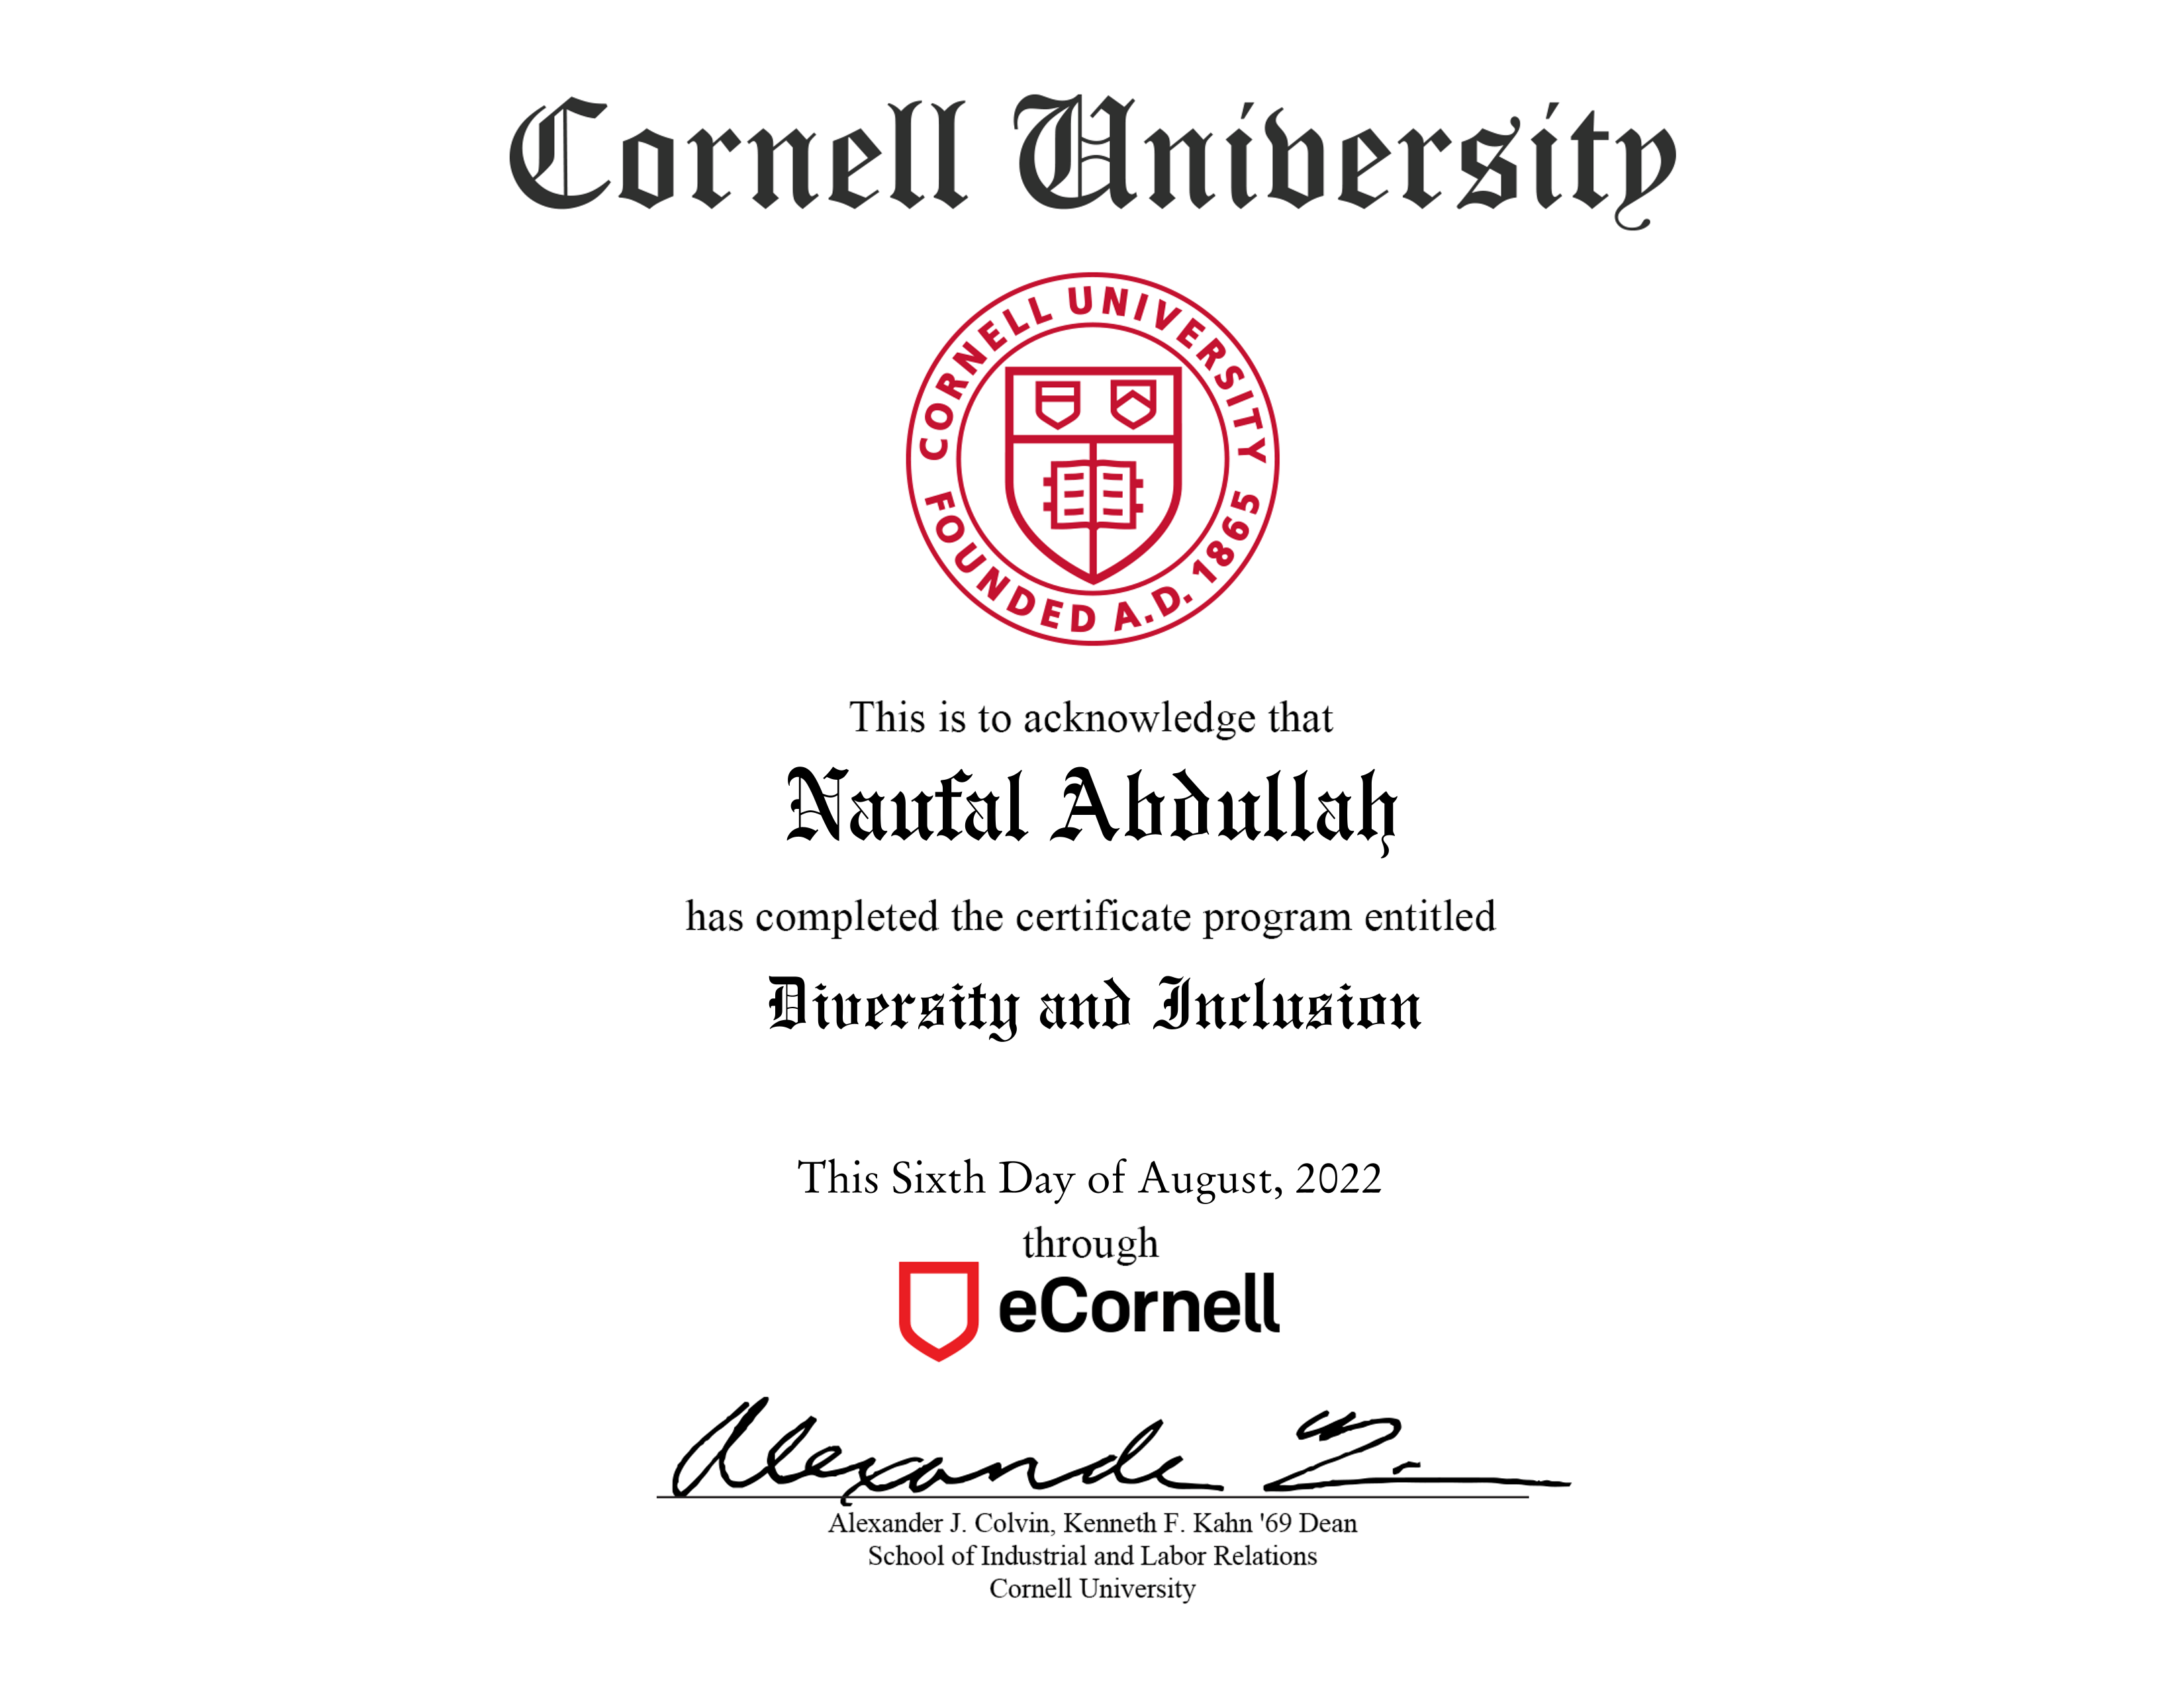 Cornell University
CORNELL UNIVERSITY
FOUNDED A.D. 1865
This is to acknowledge that
Naufal Abdullah
has completed the certificate program entitled
Diversity and Inclusion
This Sixth Day of August, 2022
through
eCornell
Alexander J. Colvin, Kenneth F. Kahn '69 Dean
School of Industrial and Labor Relations
Cornell University